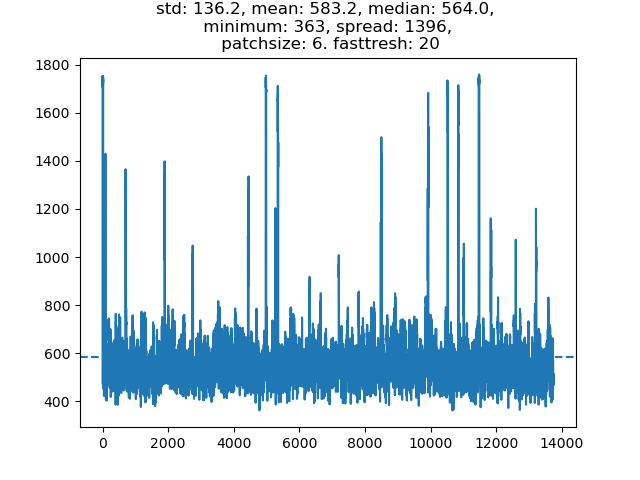 std: 136.2, mean: 583.2, median: 564.0,
minimum: 363, spread: 1396,
patchsize: 6. fasttresh: 20
1800
1600
1400
1200
1000
800
600
400
0 2000 4000 6000 8000 10000 12000 14000